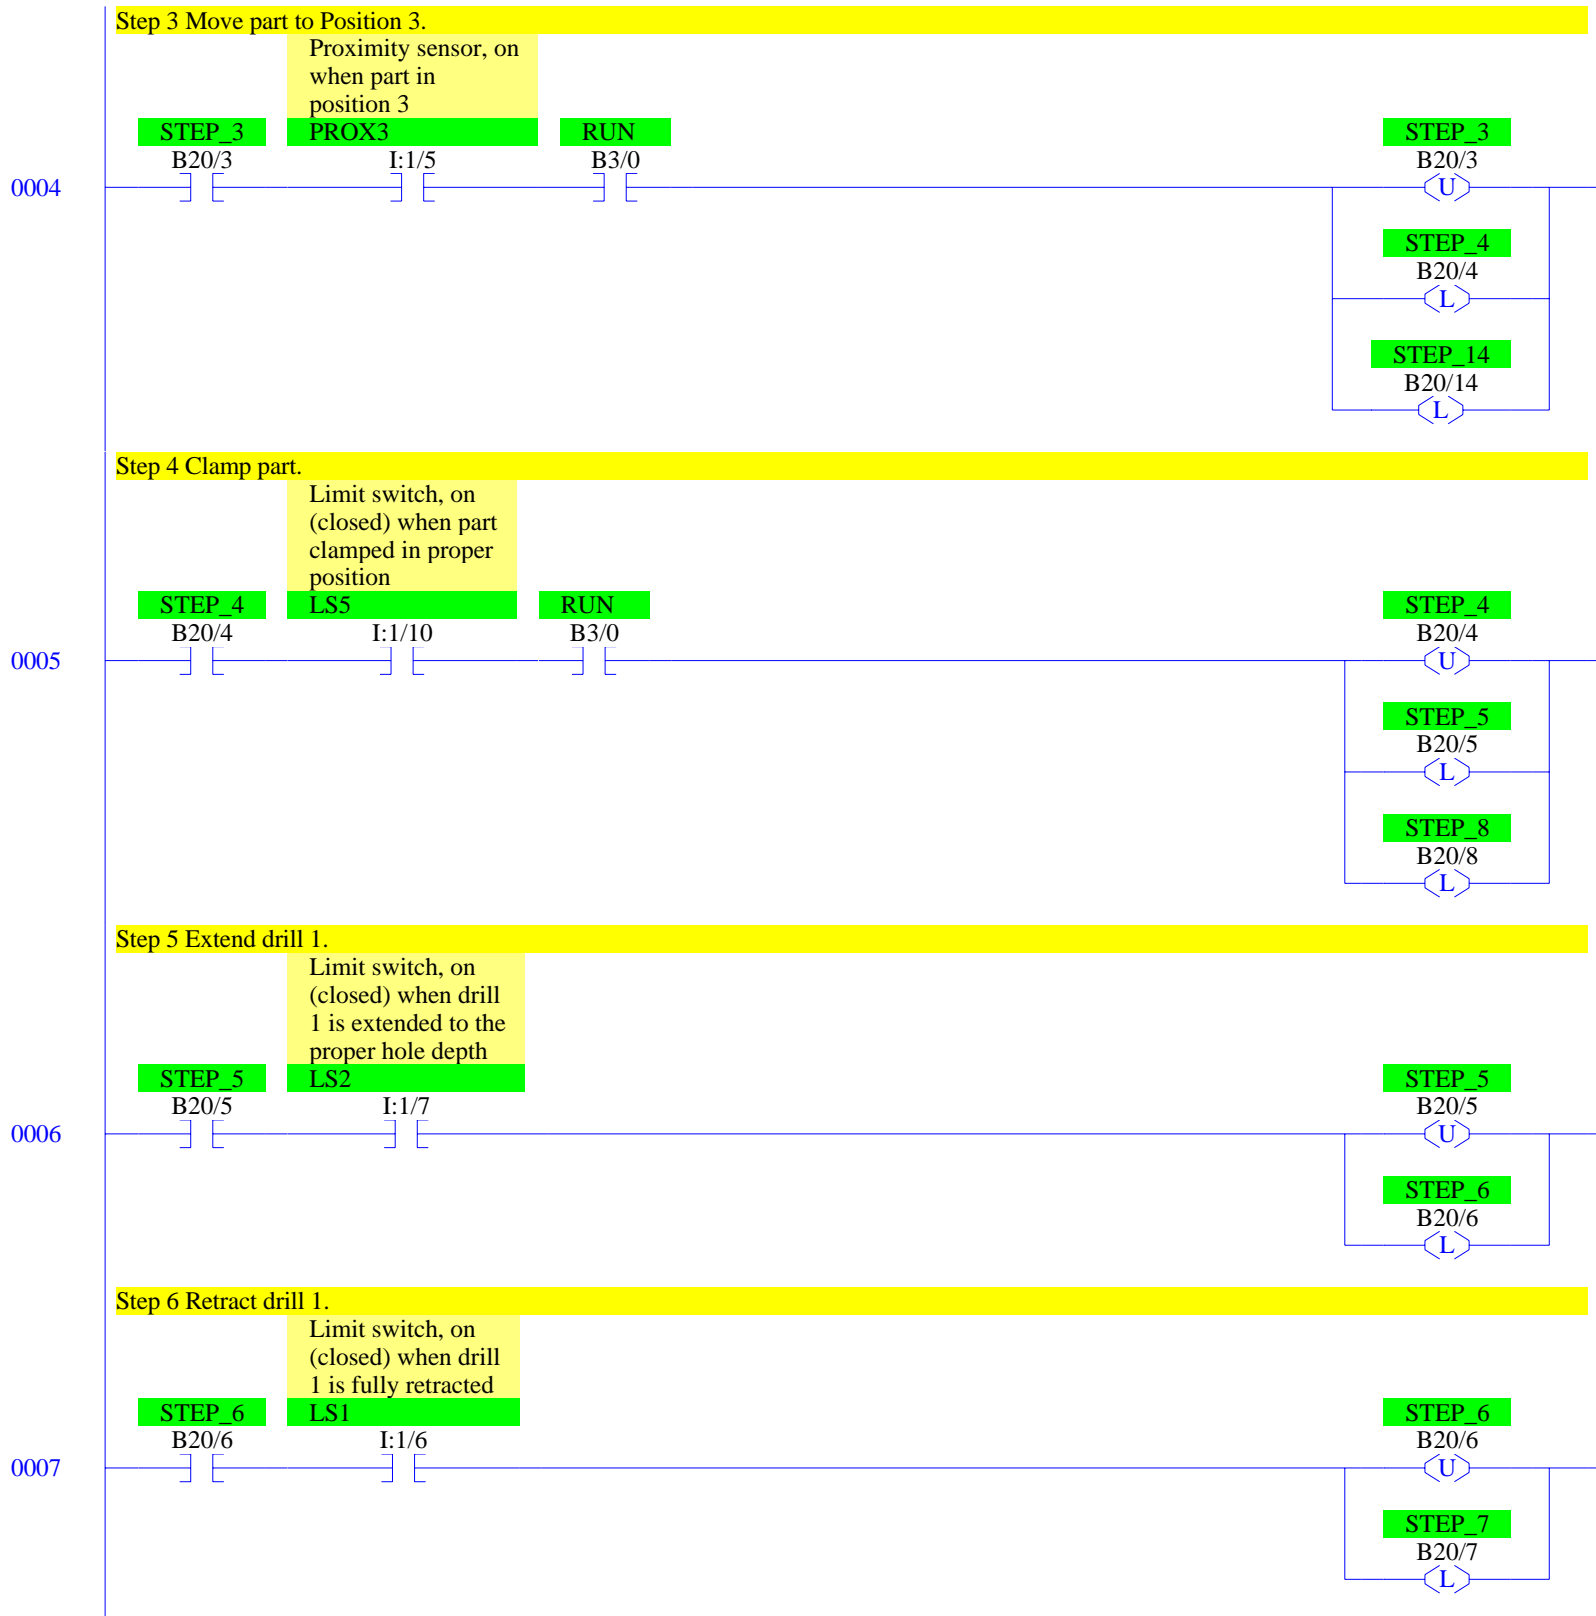 Step 3 Move part to Position 3.
Proximity sensor, on
when part in
position 3
STEP_3 PROX3 RUN STEP_3
B20/3 I:1/5 B3/0 B20/3
0004 U
STEP_4
B20/4
L
STEP_14
B20/14
L
Step 4 Clamp part.
Limit switch, on
(closed) when part
clamped in proper
position
STEP_4 LS5 RUN STEP_4
B20/4 I:1/10 B3/0 B20/4
0005 U
STEP_5
B20/5
L
STEP_8
B20/8
L
Step 5 Extend drill 1.
Limit switch, on
(closed) when drill
1 is extended to the
proper hole depth
STEP_5 LS2 STEP_5
B20/5 I:1/7 B20/5
0006 U
STEP_6
B20/6
L
Step 6 Retract drill 1.
Limit switch, on
(closed) when drill
1 is fully retracted
STEP_6 LS1 STEP_6
B20/6 I:1/6 B20/6
0007 U
STEP_7
B20/7
L